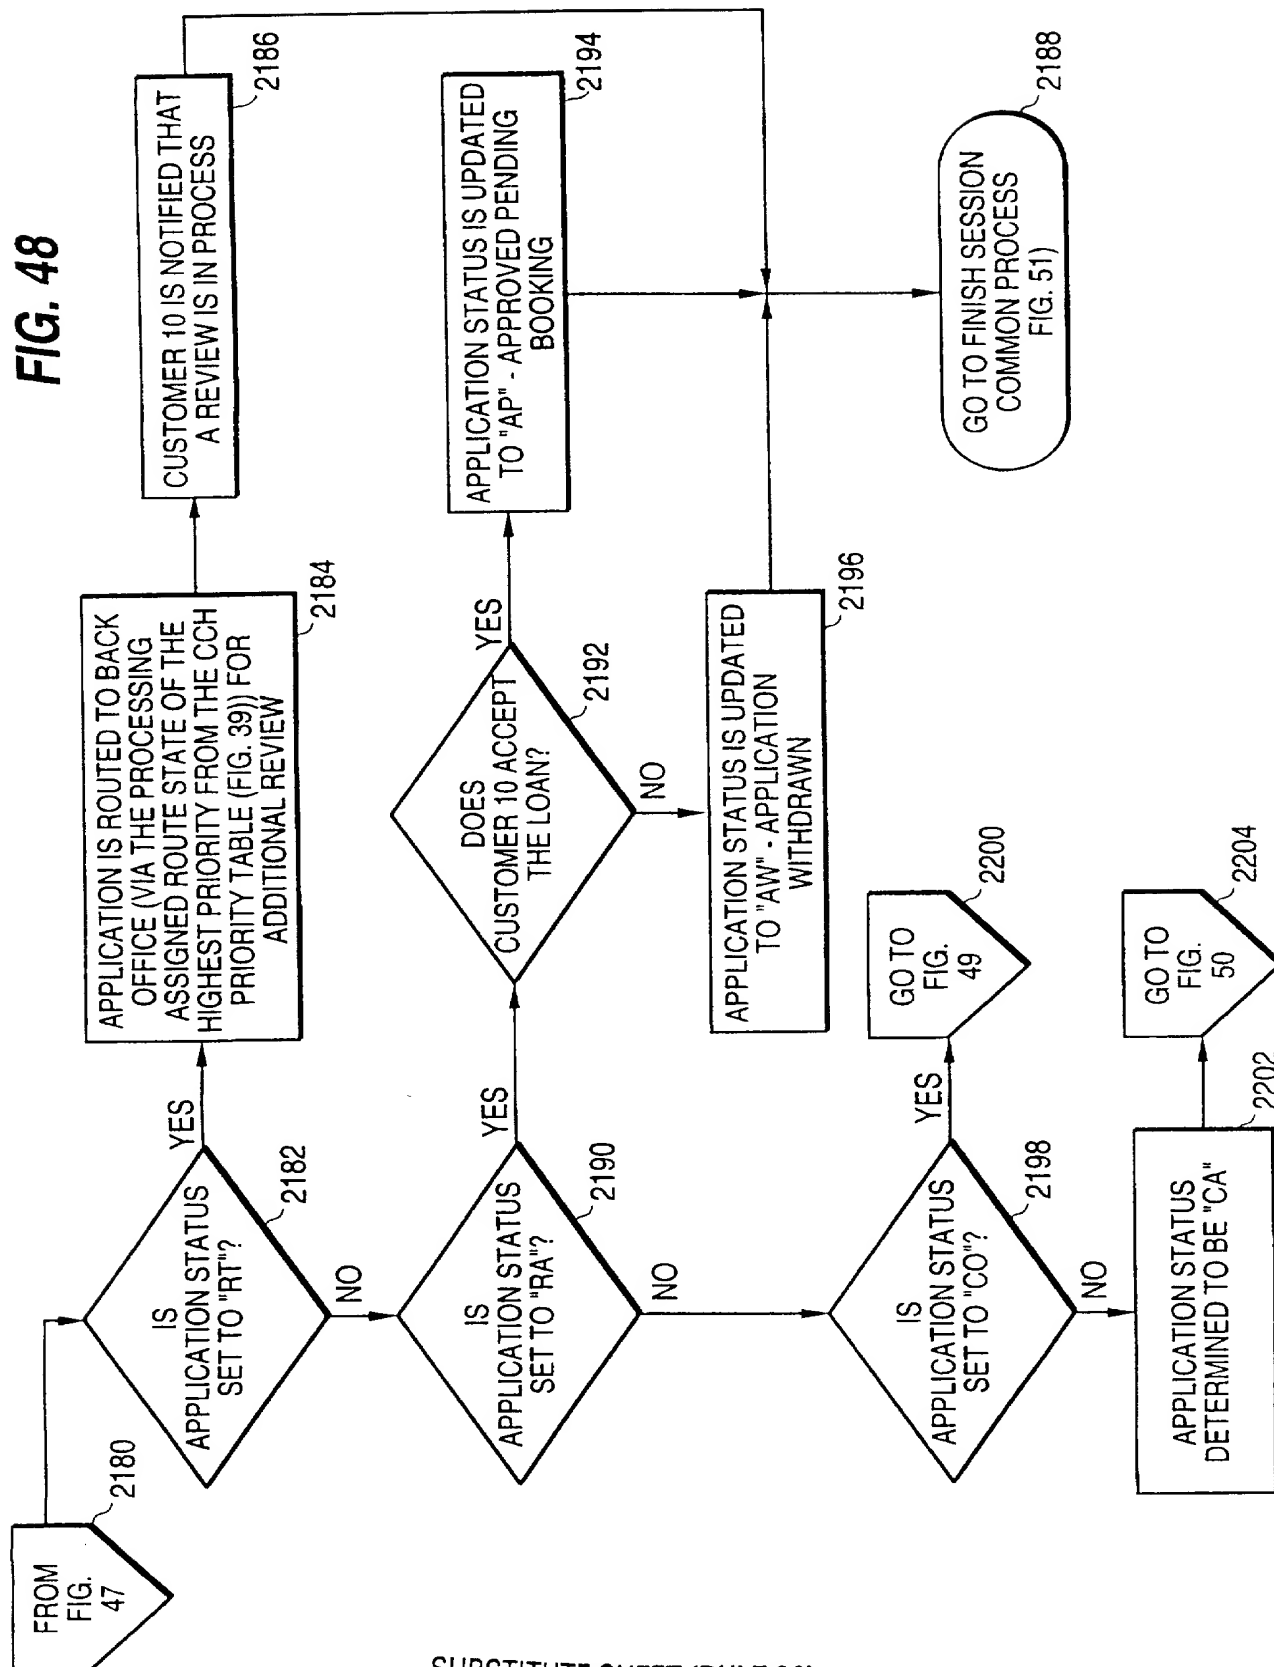 FIG. 48
FROM
FIG.
47
2180
IS
APPLICATION STATUS
SET TO "RT"?
2182
YES
NO
APPLICATION IS ROUTED TO BACK
OFFICE (VIA THE PROCESSING
ASSIGNED ROUTE STATE OF THE
HIGHEST PRIORITY FROM THE CCH
PRIORITY TABLE (FIG. 39)) FOR
ADDITIONAL REVIEW
2184
CUSTOMER 10 IS NOTIFIED THAT
A REVIEW IS IN PROCESS
2186
IS
APPLICATION STATUS
SET TO "RA"?
2190
YES
NO
DOES
CUSTOMER 10 ACCEPT
THE LOAN?
2192
YES
NO
APPLICATION STATUS IS UPDATED
TO "AP" - APPROVED PENDING
BOOKING
2194
APPLICATION STATUS IS UPDATED
TO "AW" - APPLICATION
WITHDRAWN
2196
GO TO FINISH SESSION
COMMON PROCESS
FIG. 51)
2188
IS
APPLICATION STATUS
SET TO "CO"?
2198
YES
NO
GO TO
FIG.
49
2200
APPLICATION STATUS
DETERMINED TO BE "CA"
2202
GO TO
FIG.
50
2204